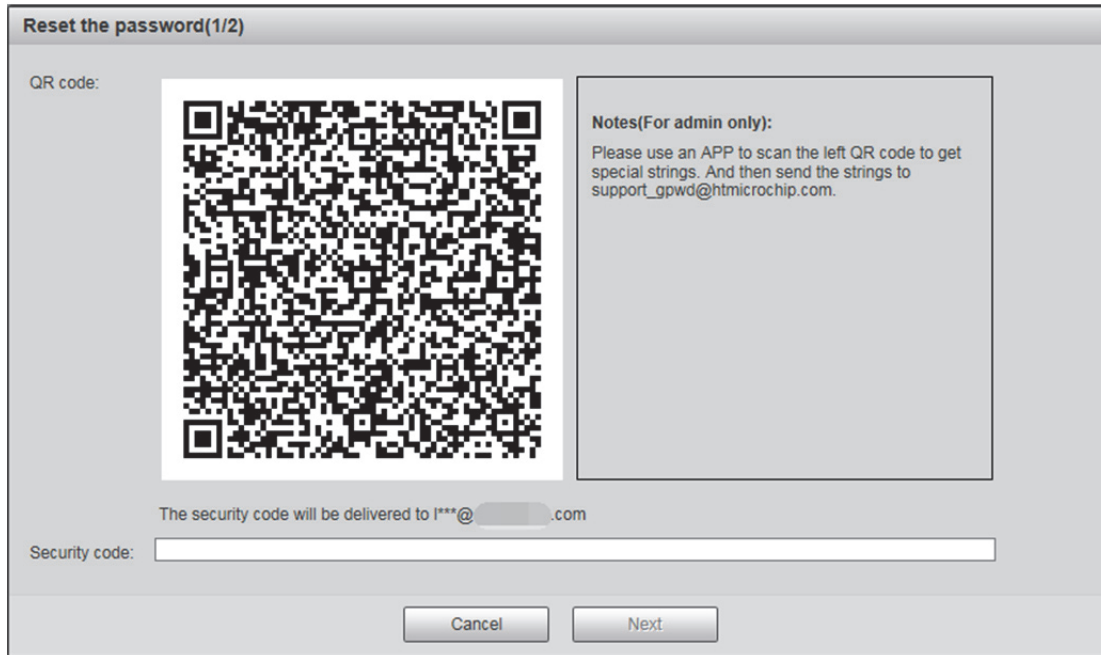 Reset the password(1/2)
QR code:
Notes(For admin only):
Please use an APP to scan the left QR code to get
special strings. And then send the strings to
support_gpwd@htmicrochip.com.
The security code will be delivered to l***@ .com
Security code:
Cancel
Next